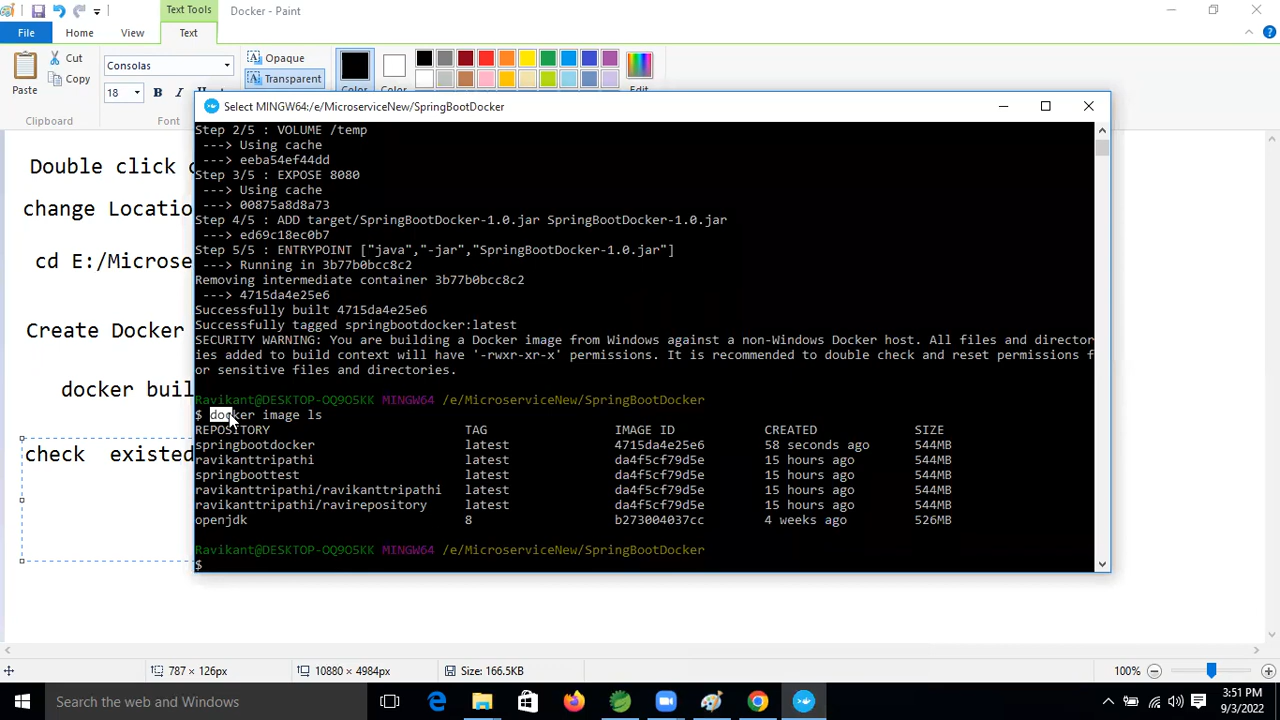 Text Tools
Docker - Paint
File
Home
View
Text
Paste
Cut
Copy
Clipboard
Consolas
18
B
I
Font
Opaque
Transparent
Color
Color
Edit
Select MINGW64:/e/MicroserviceNew/SpringBootDocker
Step 2/5 : VOLUME /temp
---> Using cache
---> eeba54ef44dd
Step 3/5 : EXPOSE 8080
---> Using cache
---> 00875a8d8a73
Step 4/5 : ADD target/SpringBootDocker-1.0.jar SpringBootDocker-1.0.jar
---> ed69c18ec0b7
Step 5/5 : ENTRYPOINT ["java","-jar","SpringBootDocker-1.0.jar"]
---> Running in 3b77b0bcc8c2
Removing intermediate container 3b77b0bcc8c2
---> 4715da4e25e6
Successfully built 4715da4e25e6
Successfully tagged springbootdocker:latest
SECURITY WARNING: You are building a Docker image from Windows against a non-Windows Docker host. All files and director
ies added to build context will have '-rwxr-xr-x' permissions. It is recommended to double check and reset permissions f
or sensitive files and directories.
Ravikant@DESKTOP-OQ9O5KK MINGW64 /e/MicroserviceNew/SpringBootDocker
$ docker image ls
REPOSITORY TAG IMAGE ID CREATED SIZE
springbootdocker latest 4715da4e25e6 58 seconds ago 544MB
ravikanttripathi latest da4f5cf79d5e 15 hours ago 544MB
springboottest latest da4f5cf79d5e 15 hours ago 544MB
ravikanttripathi/ravikanttripathi latest da4f5cf79d5e 15 hours ago 544MB
ravikanttripathi/ravirepository latest da4f5cf79d5e 15 hours ago 544MB
openjdk 8 b273004037cc 4 weeks ago 526MB
Ravikant@DESKTOP-OQ9O5KK MINGW64 /e/MicroserviceNew/SpringBootDocker
$
Double click
change Locatio
cd E:/Micros
Create Docker
docker buil
check existed
787 × 126px
10880 × 4984px
Size: 166.5KB
100%
Search the web and Windows
3:51 PM
9/3/2022